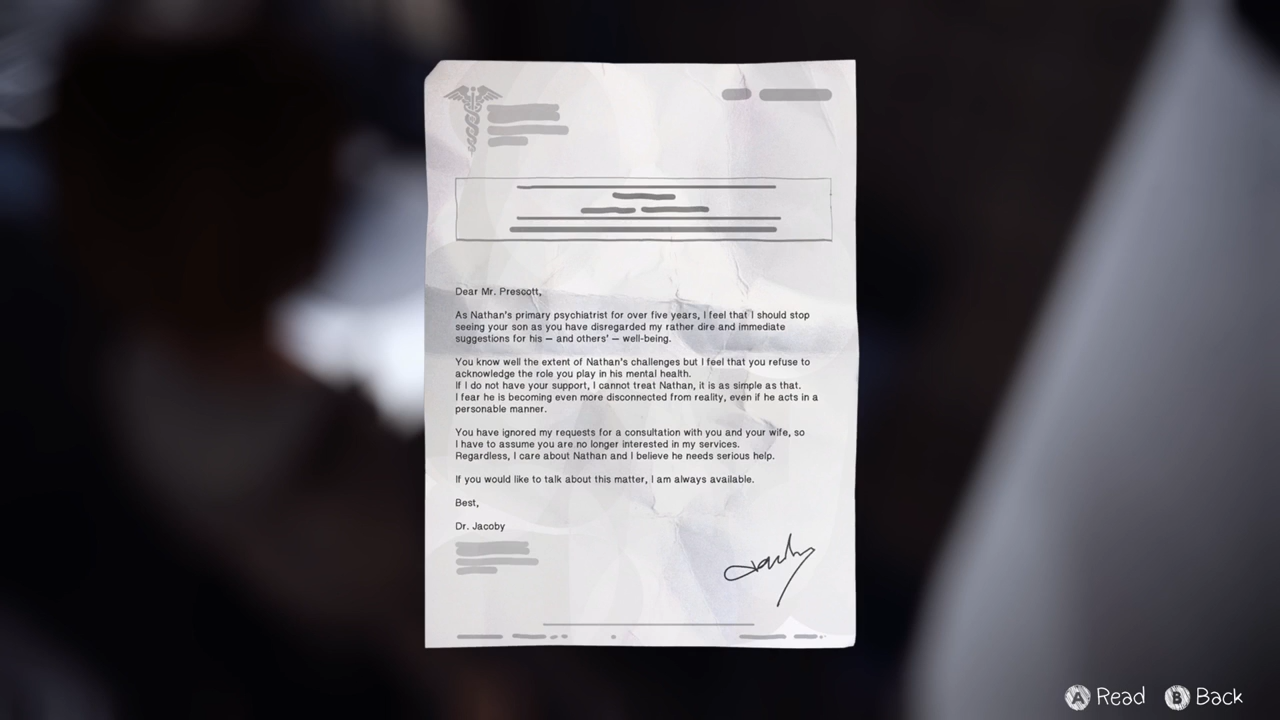 Dear Mr. Prescott,
As Nathan's primary psychiatrist for over five years, I feel that I should stop
seeing your son as you have disregarded my rather dire and immediate
suggestions for his — and others' — well-being.
You know well the extent of Nathan's challenges but I feel that you refuse to
acknowledge the role you play in his mental health.
If I do not have your support, I cannot treat Nathan, it is as simple as that.
I fear he is becoming even more disconnected from reality, even if he acts in a
personable manner.
You have ignored my requests for a consultation with you and your wife, so
I have to assume you are no longer interested in my services.
Regardless, I care about Nathan and I believe he needs serious help.
If you would like to talk about this matter, I am always available.
Best,
Dr. Jacoby
A Read B Back